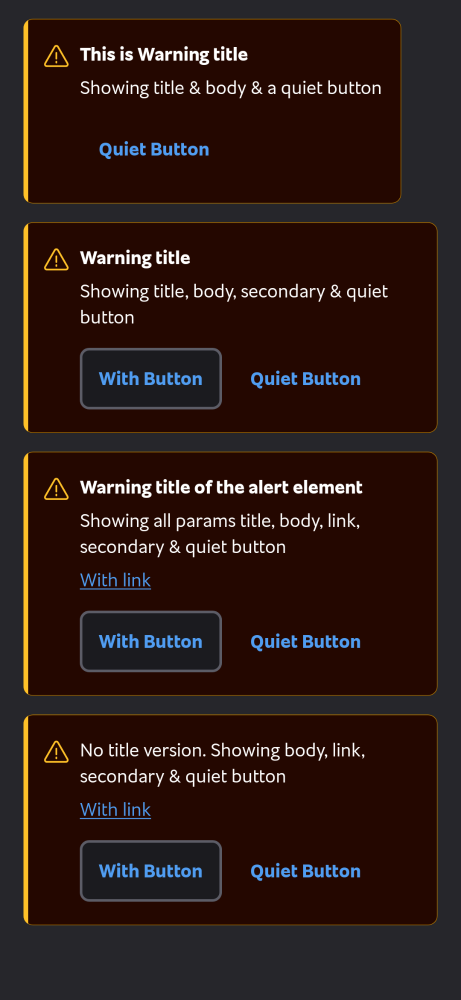 This is Warning title
Showing title & body & a quiet button
Quiet Button
Warning title
Showing title, body, secondary & quiet
button
With Button
Quiet Button
Warning title of the alert element
Showing all params title, body, link,
secondary & quiet button
With link
With Button
Quiet Button
No title version. Showing body, link,
secondary & quiet button
With link
With Button
Quiet Button